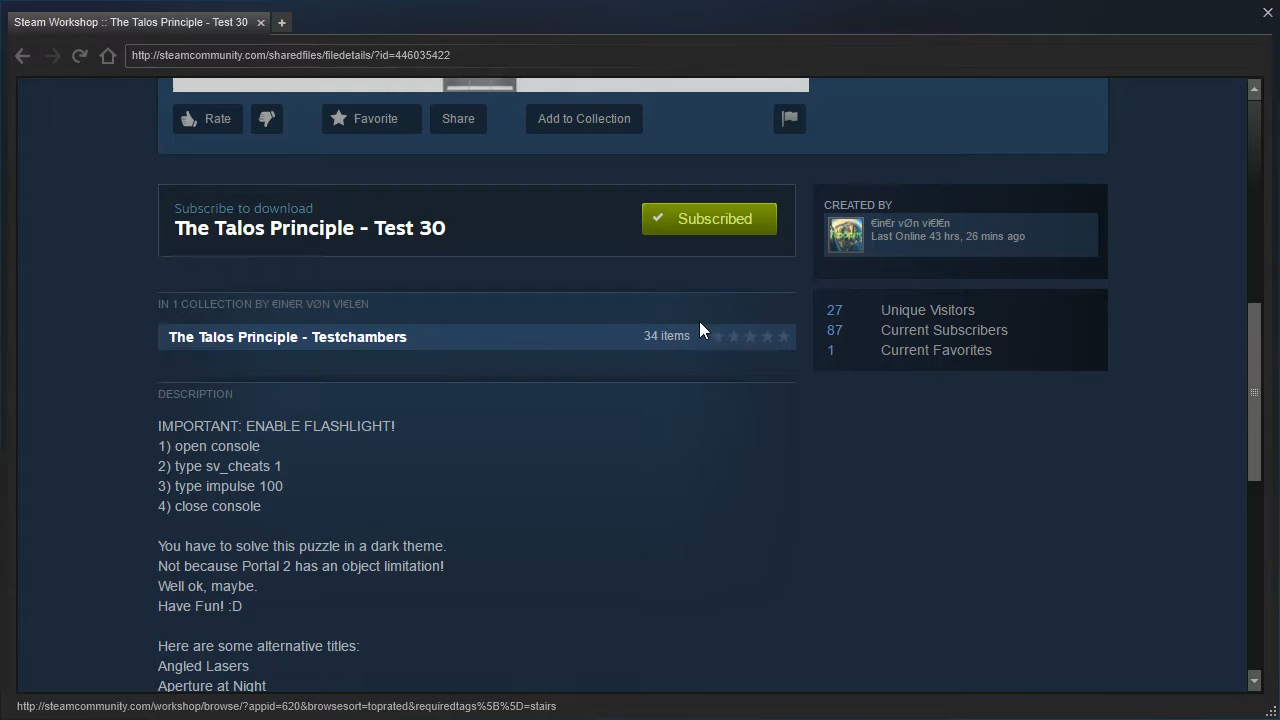 Steam Workshop :: The Talos Principle - Test 30
http://steamcommunity.com/sharedfiles/filedetails/?id=446035422
Rate
Favorite
Share
Add to Collection
Subscribe to download
The Talos Principle - Test 30
Subscribed
CREATED BY
€in€r vØn vi€l€n
Last Online 43 hrs, 26 mins ago
27 Unique Visitors
87 Current Subscribers
1 Current Favorites
IN 1 COLLECTION BY €IN€R VØN VI€L€N
The Talos Principle - Testchambers
34 items
DESCRIPTION
IMPORTANT: ENABLE FLASHLIGHT!
1) open console
2) type sv_cheats 1
3) type impulse 100
4) close console
You have to solve this puzzle in a dark theme.
Not because Portal 2 has an object limitation!
Well ok, maybe.
Have Fun! :D
Here are some alternative titles:
Angled Lasers
Aperture at Night
http://steamcommunity.com/workshop/browse/?appid=620&browsesort=toprated&requiredtags%5B%5D=stairs